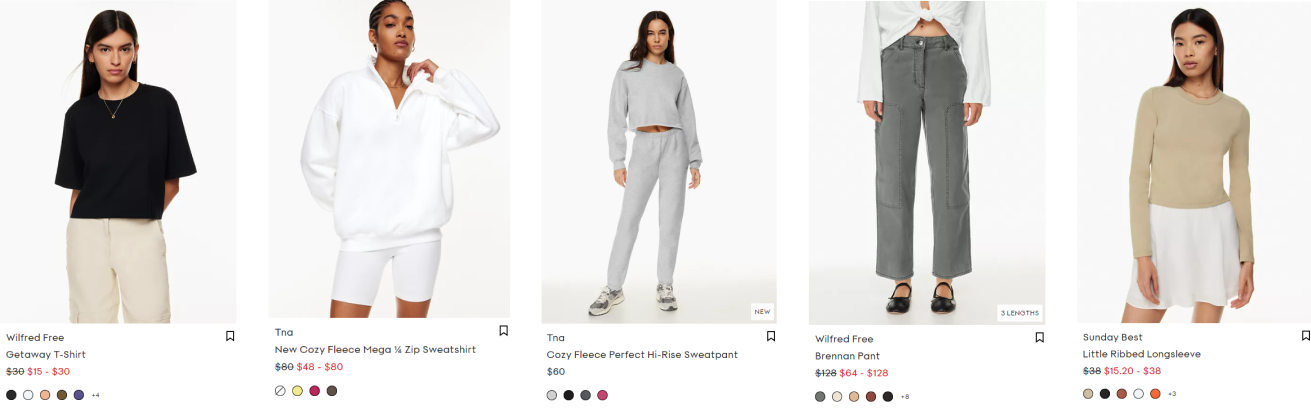 Wilfred Free
Getaway T-Shirt
$30 $15 - $30
+4
Tna
New Cozy Fleece Mega ¼ Zip Sweatshirt
$80 $48 - $80
NEW
Tna
Cozy Fleece Perfect Hi-Rise Sweatpant
$60
3 LENGTHS
Wilfred Free
Brennan Pant
$128 $64 - $128
+8
Sunday Best
Little Ribbed Longsleeve
$38 $15.20 - $38
+3